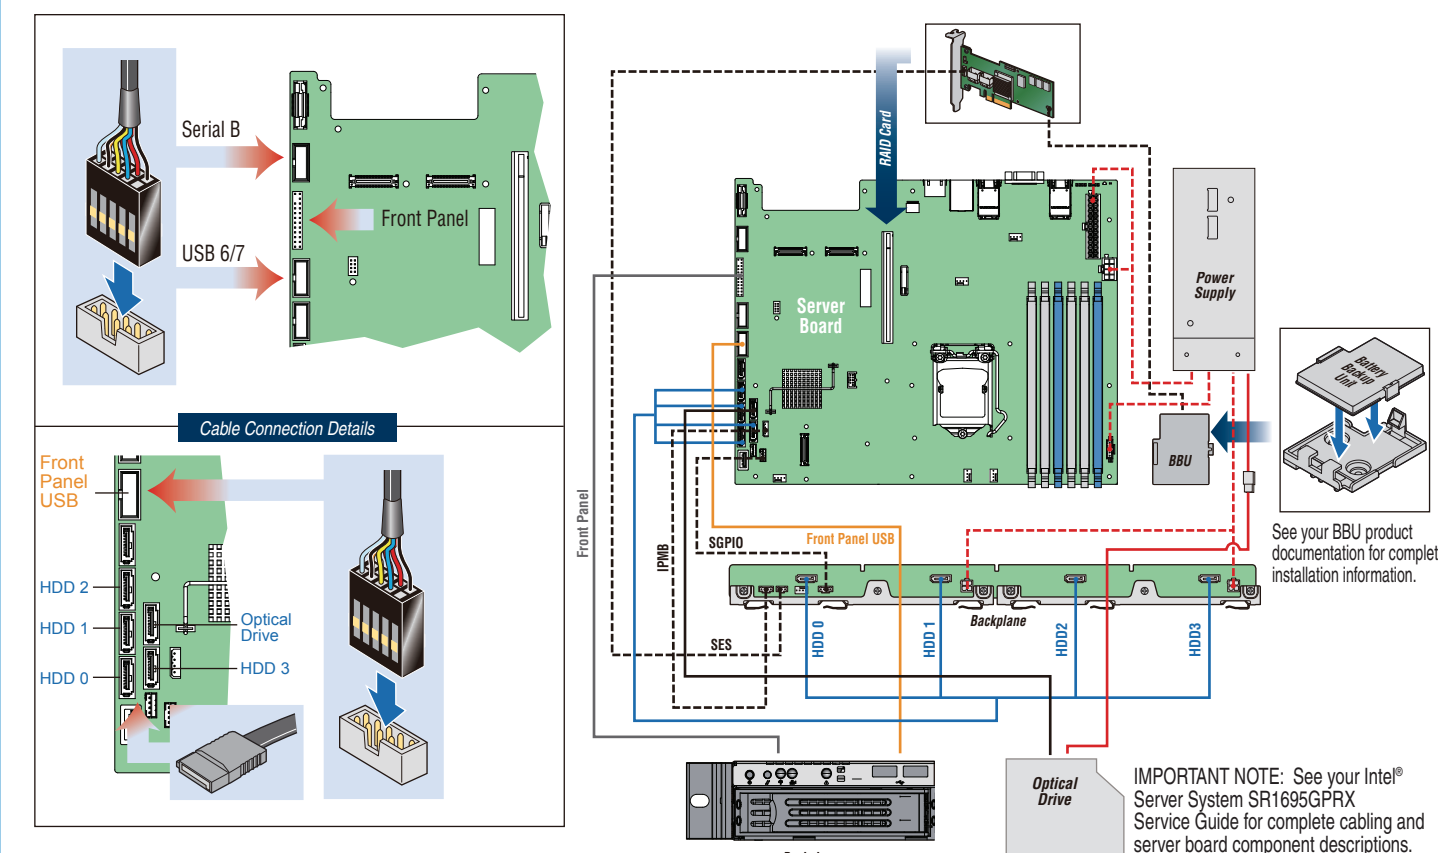 Serial B
Front Panel
USB 6/7
Cable Connection Details
Front
Panel
USB
HDD 2
HDD 1
HDD 0
Optical
Drive
HDD 3
RAID Card
Server
Board
Power
Supply
Battery
Backup
Unit
BBU
See your BBU product
documentation for complet
installation information.
Front Panel
IPMB
SGPIO
Front Panel USB
SES
Backplane
HDD 0
HDD 1
HDD2
HDD3
Optical
Drive
IMPORTANT NOTE: See your Intel®
Server System SR1695GPRX
Service Guide for complete cabling and
server board component descriptions.